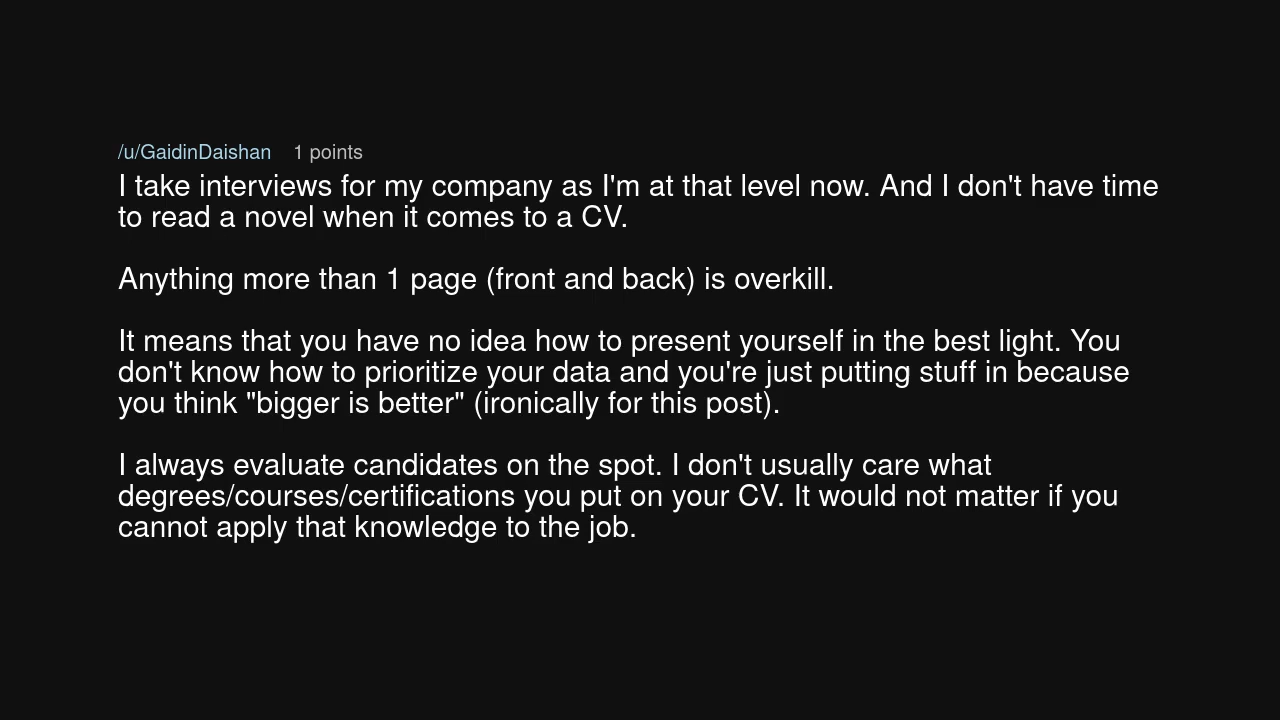 /u/GaidinDaishan 1 points
I take interviews for my company as I'm at that level now. And I don't have time
to read a novel when it comes to a CV.
Anything more than 1 page (front and back) is overkill.
It means that you have no idea how to present yourself in the best light. You
don't know how to prioritize your data and you're just putting stuff in because
you think "bigger is better" (ironically for this post).
I always evaluate candidates on the spot. I don't usually care what
degrees/courses/certifications you put on your CV. It would not matter if you
cannot apply that knowledge to the job.